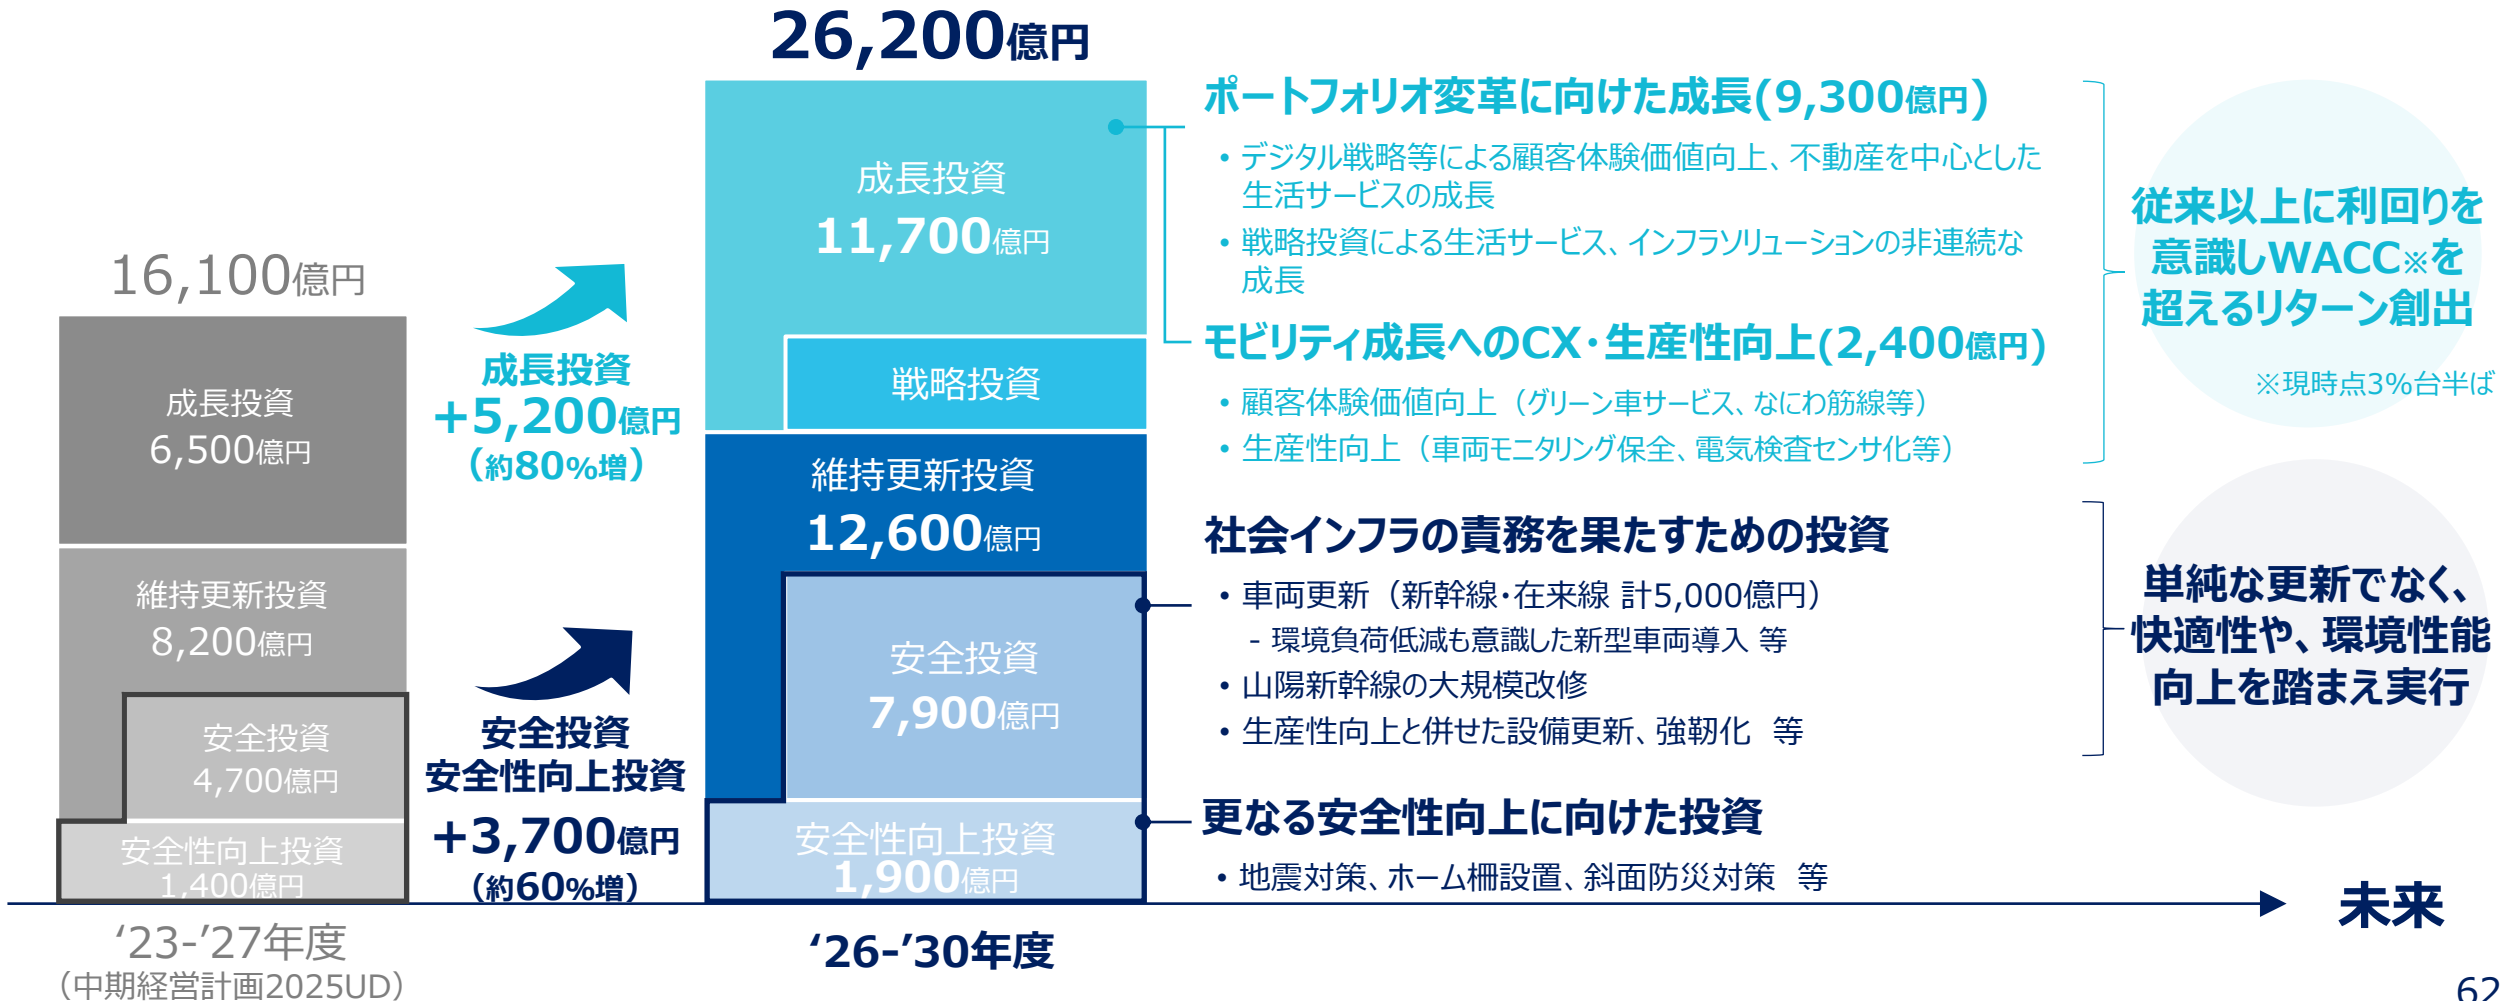 16,100億円
成長投資
6,500億円
維持更新投資
8,200億円
安全投資
4,700億円
安全性向上投資
1,400億円
‘23-’27年度
（中期経営計画2025UD）
成長投資
+5,200億円
（約80%増）
安全投資
安全性向上投資
+3,700億円
（約60%増）
26,200億円
成長投資
11,700億円
戦略投資
維持更新投資
12,600億円
安全投資
7,900億円
安全性向上投資
1,900億円
‘26-’30年度
ポートフォリオ変革に向けた成長(9,300億円)
• デジタル戦略等による顧客体験価値向上、不動産を中心とした
生活サービスの成長
• 戦略投資による生活サービス、インフラソリューションの非連続な
成長
モビリティ成長へのCX・生産性向上(2,400億円)
• 顧客体験価値向上（グリーン車サービス、なにわ筋線等）
• 生産性向上（車両モニタリング保全、電気検査センサ化等）
社会インフラの責務を果たすための投資
• 車両更新（新幹線・在来線 計5,000億円）
- 環境負荷低減も意識した新型車両導入 等
• 山陽新幹線の大規模改修
• 生産性向上と併せた設備更新、強靭化 等
更なる安全性向上に向けた投資
• 地震対策、ホーム柵設置、斜面防災対策 等
従来以上に利回りを
意識しWACC※を
超えるリターン創出
※現時点3%台半ば
単純な更新でなく、
快適性や、環境性能
向上を踏まえ実行
未来
62